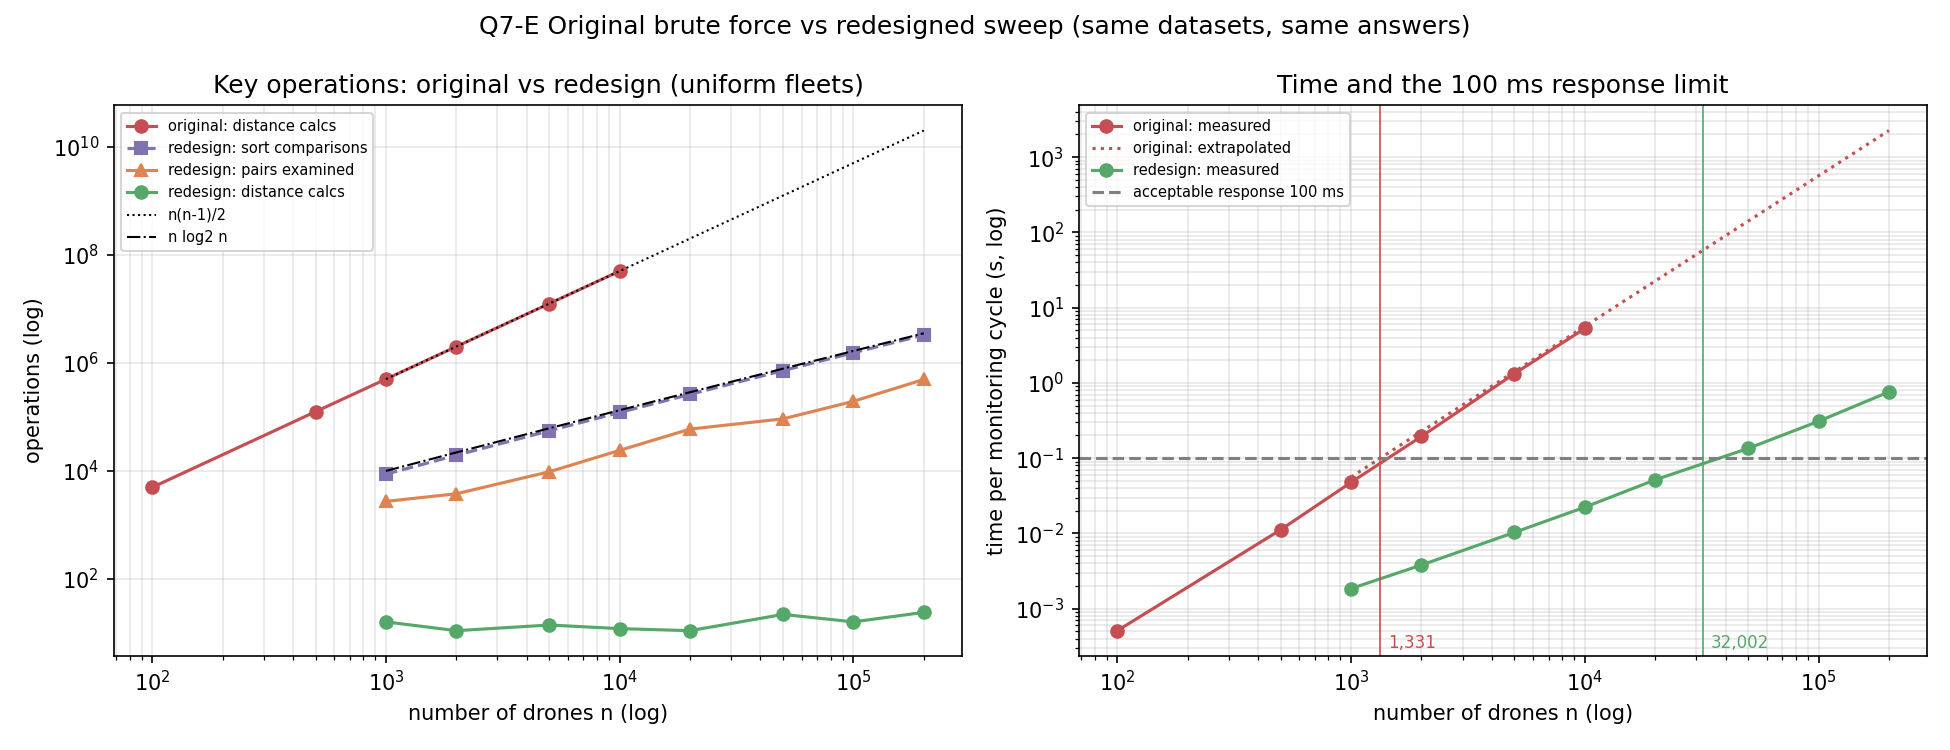 Q7-E Original brute force vs redesigned sweep (same datasets, same answers)
Key operations: original vs redesign (uniform fleets)
original: distance calcs
redesign: sort comparisons
redesign: pairs examined
redesign: distance calcs
n(n-1)/2
n log2 n
operations (log)
10^10
10^8
10^6
10^4
10^2
10^2 10^3 10^4 10^5
number of drones n (log)
Time and the 100 ms response limit
original: measured
original: extrapolated
redesign: measured
acceptable response 100 ms
time per monitoring cycle (s, log)
10^3
10^2
10^1
10^0
10^−1
10^−2
10^−3
1,331 32,002
10^2 10^3 10^4 10^5
number of drones n (log)